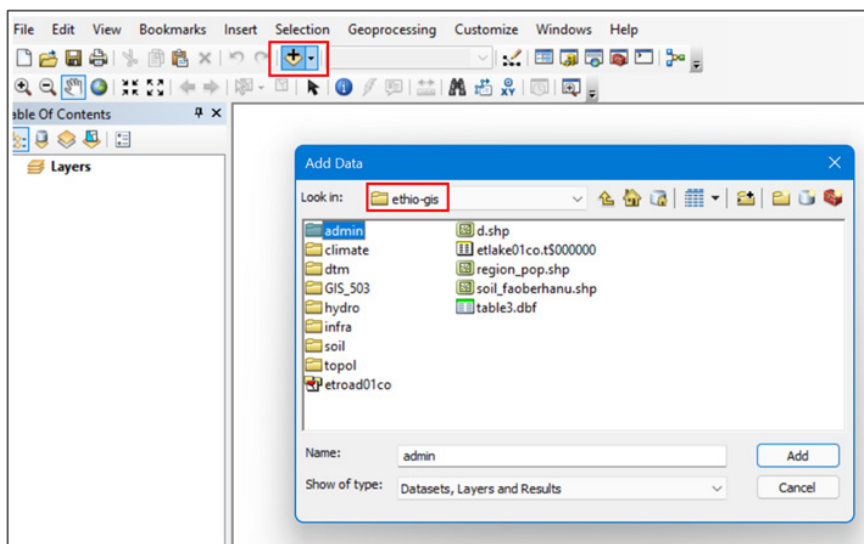 File Edit View Bookmarks Insert Selection Geoprocessing Customize Windows Help
able Of Contents
Layers
Add Data
Look in: ethio-gis
admin
climate
dtm
GIS_503
hydro
infra
soil
topol
etroad01co
d.shp
etlake01co.t$000000
region_pop.shp
soil_faoberhanu.shp
table3.dbf
Name: admin Add
Show of type: Datasets, Layers and Results Cancel